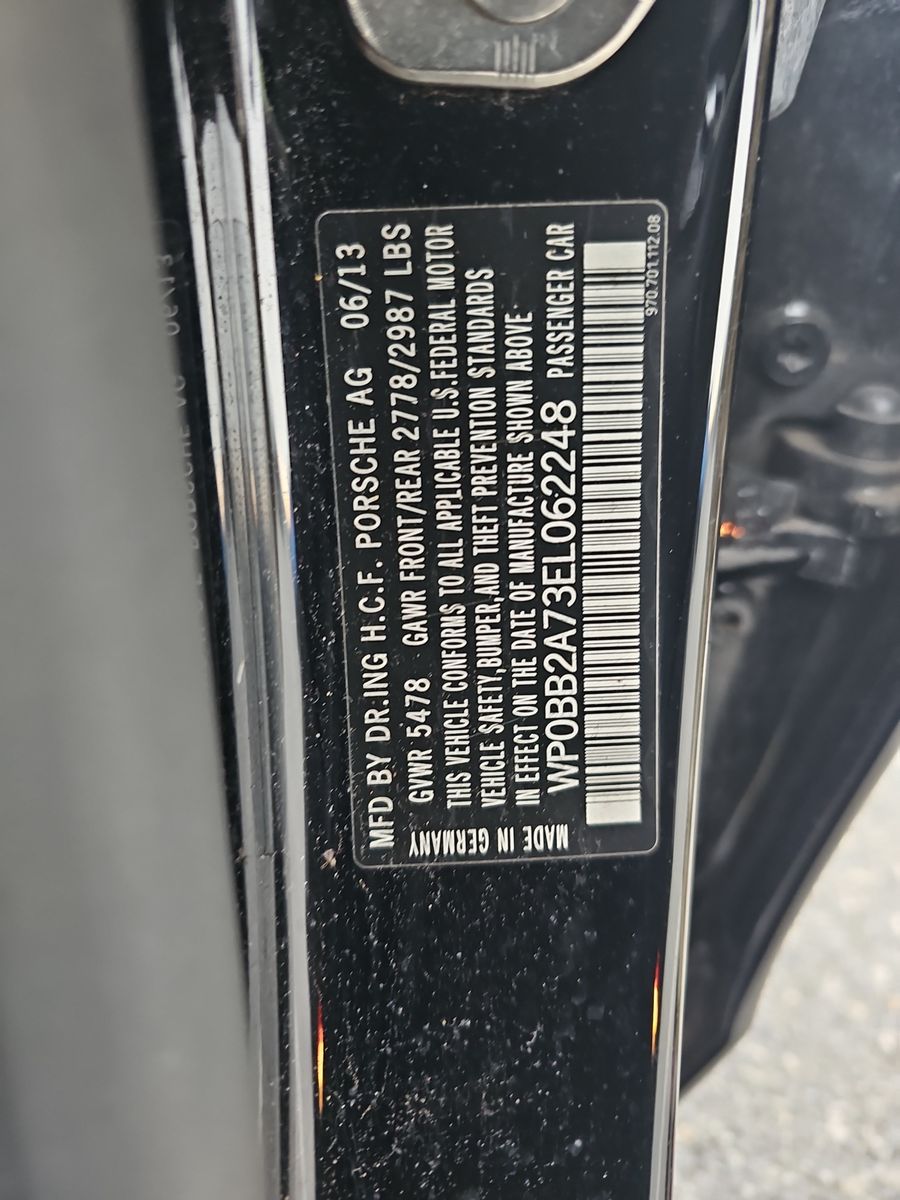 MFD BY DR.ING H.C.F. PORSCHE AG 06/13
GVWR 5478 GAWR FRONT/REAR 2778/2987 LBS
THIS VEHICLE CONFORMS TO ALL APPLICABLE U.S.FEDERAL MOTOR
VEHICLE SAFETY,BUMPER,AND THEFT PREVENTION STANDARDS
IN EFFECT ON THE DATE OF MANUFACTURE SHOWN ABOVE
WP0BB2A73EL062248 PASSENGER CAR
MADE IN GERMANY
970.701.112.08